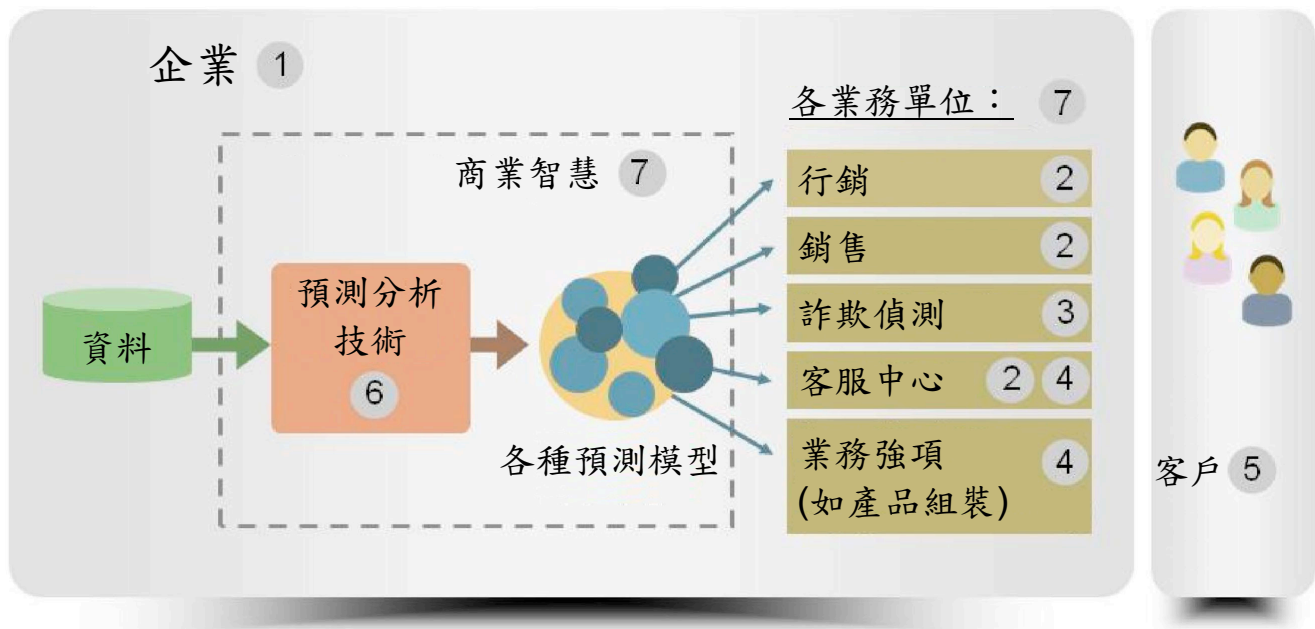 企業 1
各業務單位： 7
商業智慧 7
行銷 2
銷售 2
預測分析
技術
6
詐欺偵測 3
資料
客服中心 2 4
各種預測模型
業務強項
(如產品組裝) 4
客戶 5